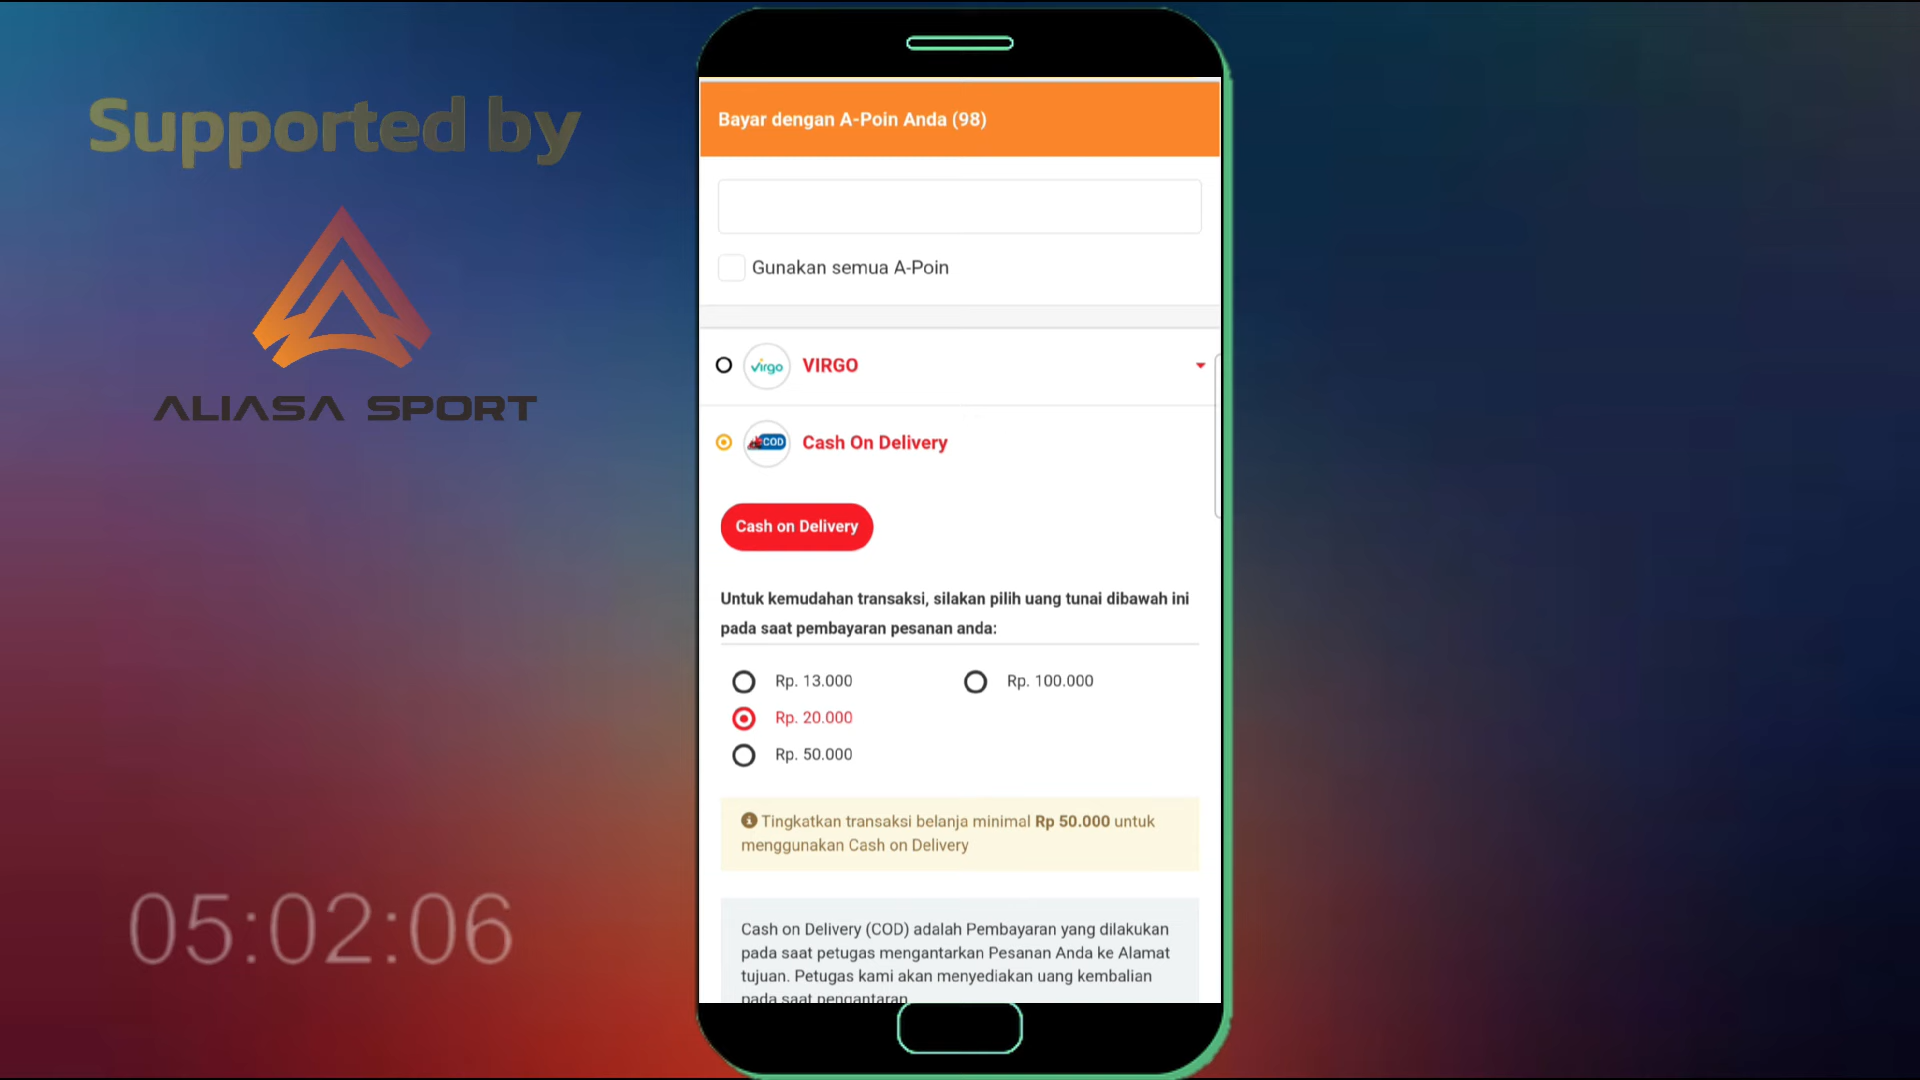 Supported by
ALIASA SPORT
05:02:06
Bayar dengan A-Poin Anda (98)
Gunakan semua A-Poin
virgo
VIRGO
COD
Cash On Delivery
Cash on Delivery
Untuk kemudahan transaksi, silakan pilih uang tunai dibawah ini
pada saat pembayaran pesanan anda:
Rp. 13.000
Rp. 100.000
Rp. 20.000
Rp. 50.000
Tingkatkan transaksi belanja minimal Rp 50.000 untuk
menggunakan Cash on Delivery
Cash on Delivery (COD) adalah Pembayaran yang dilakukan
pada saat petugas mengantarkan Pesanan Anda ke Alamat
tujuan. Petugas kami akan menyediakan uang kembalian
pada saat pengantaran